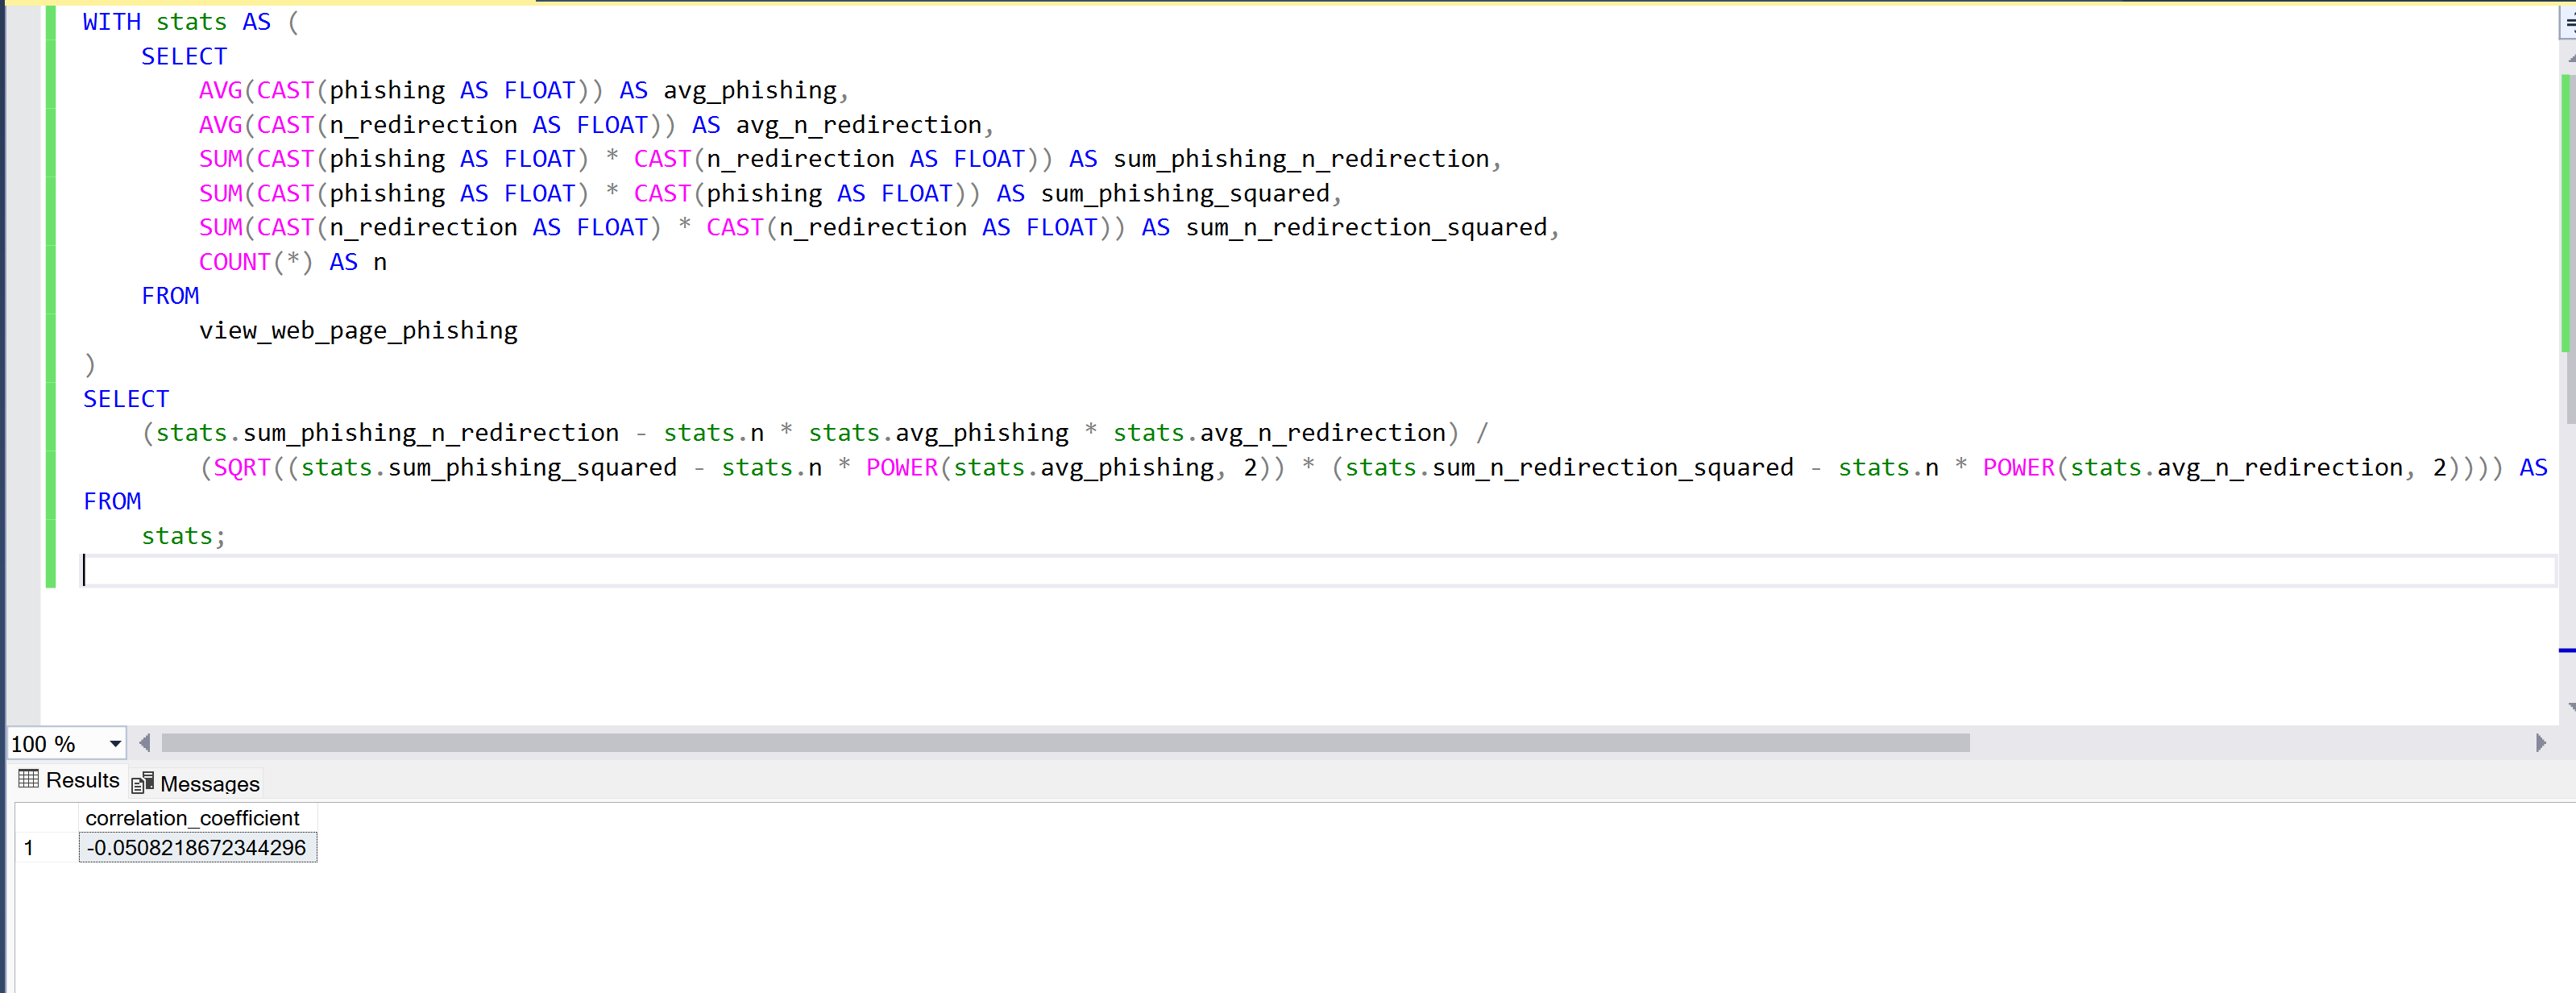 WITH stats AS (
SELECT
AVG(CAST(phishing AS FLOAT)) AS avg_phishing,
AVG(CAST(n_redirection AS FLOAT)) AS avg_n_redirection,
SUM(CAST(phishing AS FLOAT) * CAST(n_redirection AS FLOAT)) AS sum_phishing_n_redirection,
SUM(CAST(phishing AS FLOAT) * CAST(phishing AS FLOAT)) AS sum_phishing_squared,
SUM(CAST(n_redirection AS FLOAT) * CAST(n_redirection AS FLOAT)) AS sum_n_redirection_squared,
COUNT(*) AS n
FROM
view_web_page_phishing
)
SELECT
(stats.sum_phishing_n_redirection - stats.n * stats.avg_phishing * stats.avg_n_redirection) /
(SQRT((stats.sum_phishing_squared - stats.n * POWER(stats.avg_phishing, 2)) * (stats.sum_n_redirection_squared - stats.n * POWER(stats.avg_n_redirection, 2)))) AS
FROM
stats;
100 %
Results Messages
correlation_coefficient
1 -0.0508218672344296